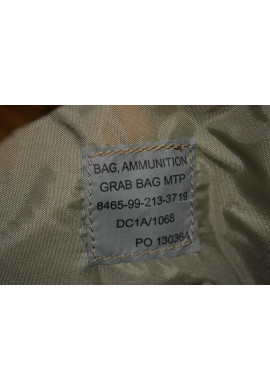 BAG, AMMUNITION
GRAB BAG MTP
8465-99-213-3719
DC1A/1068
PO 130364